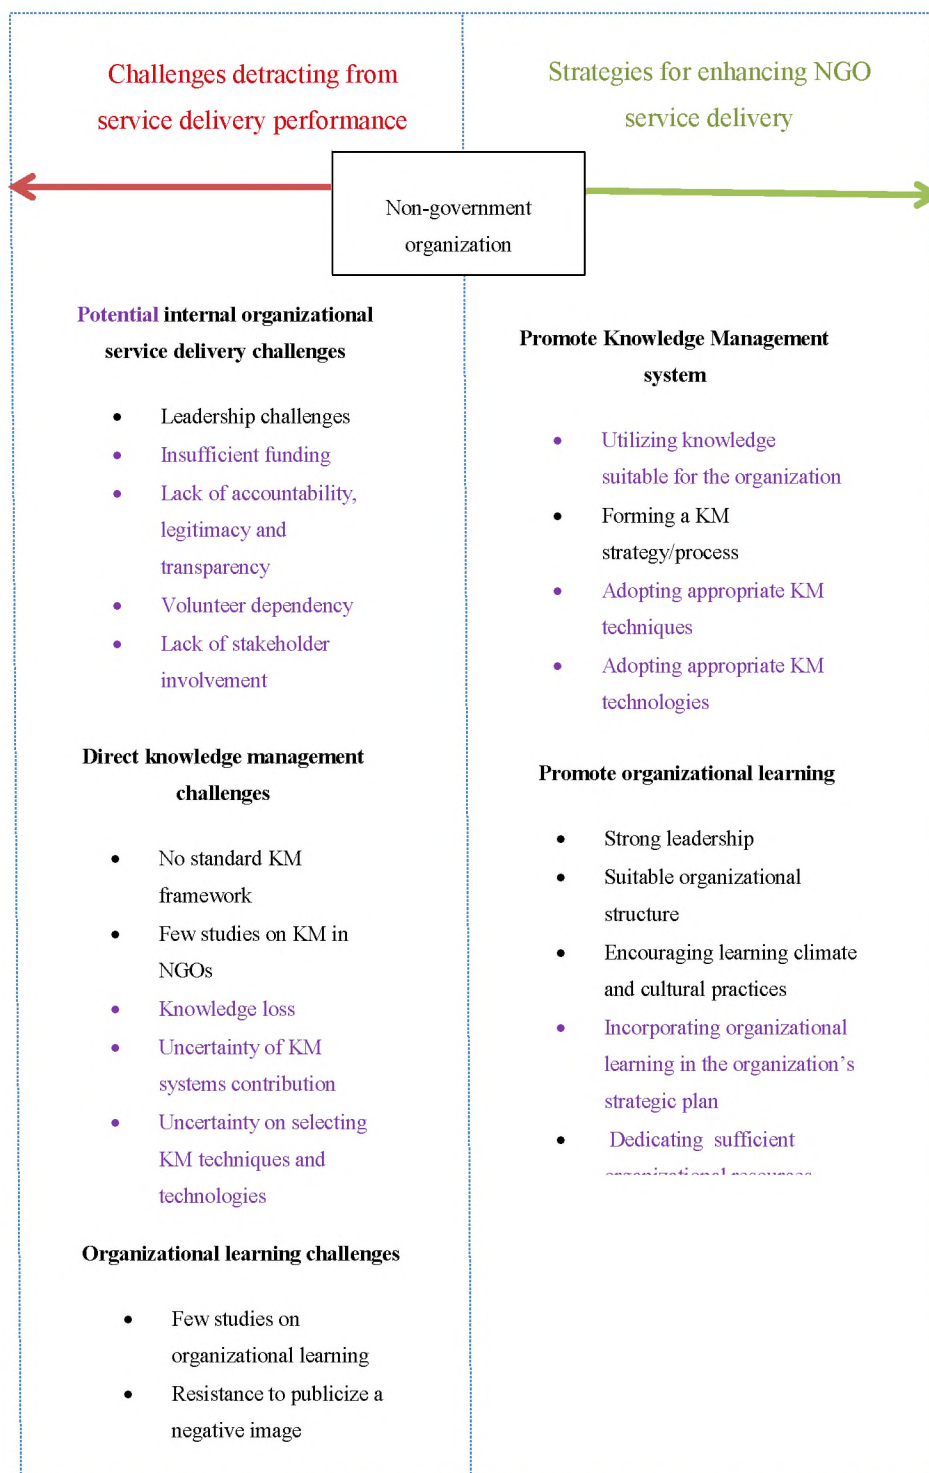 Challenges detracting from
service delivery performance
Strategies for enhancing NGO
service delivery
Non-government
organization
Potential internal organizational
service delivery challenges
• Leadership challenges
• Insufficient funding
• Lack of accountability,
legitimacy and
transparency
• Volunteer dependency
• Lack of stakeholder
involvement
Direct knowledge management
challenges
• No standard KM
framework
• Few studies on KM in
NGOs
• Knowledge loss
• Uncertainty of KM
systems contribution
• Uncertainty on selecting
KM techniques and
technologies
Organizational learning challenges
• Few studies on
organizational learning
• Resistance to publicize a
negative image
Promote Knowledge Management
system
• Utilizing knowledge
suitable for the organization
• Forming a KM
strategy/process
• Adopting appropriate KM
techniques
• Adopting appropriate KM
technologies
Promote organizational learning
• Strong leadership
• Suitable organizational
structure
• Encouraging learning climate
and cultural practices
• Incorporating organizational
learning in the organization's
strategic plan
• Dedicating sufficient
organizational resources